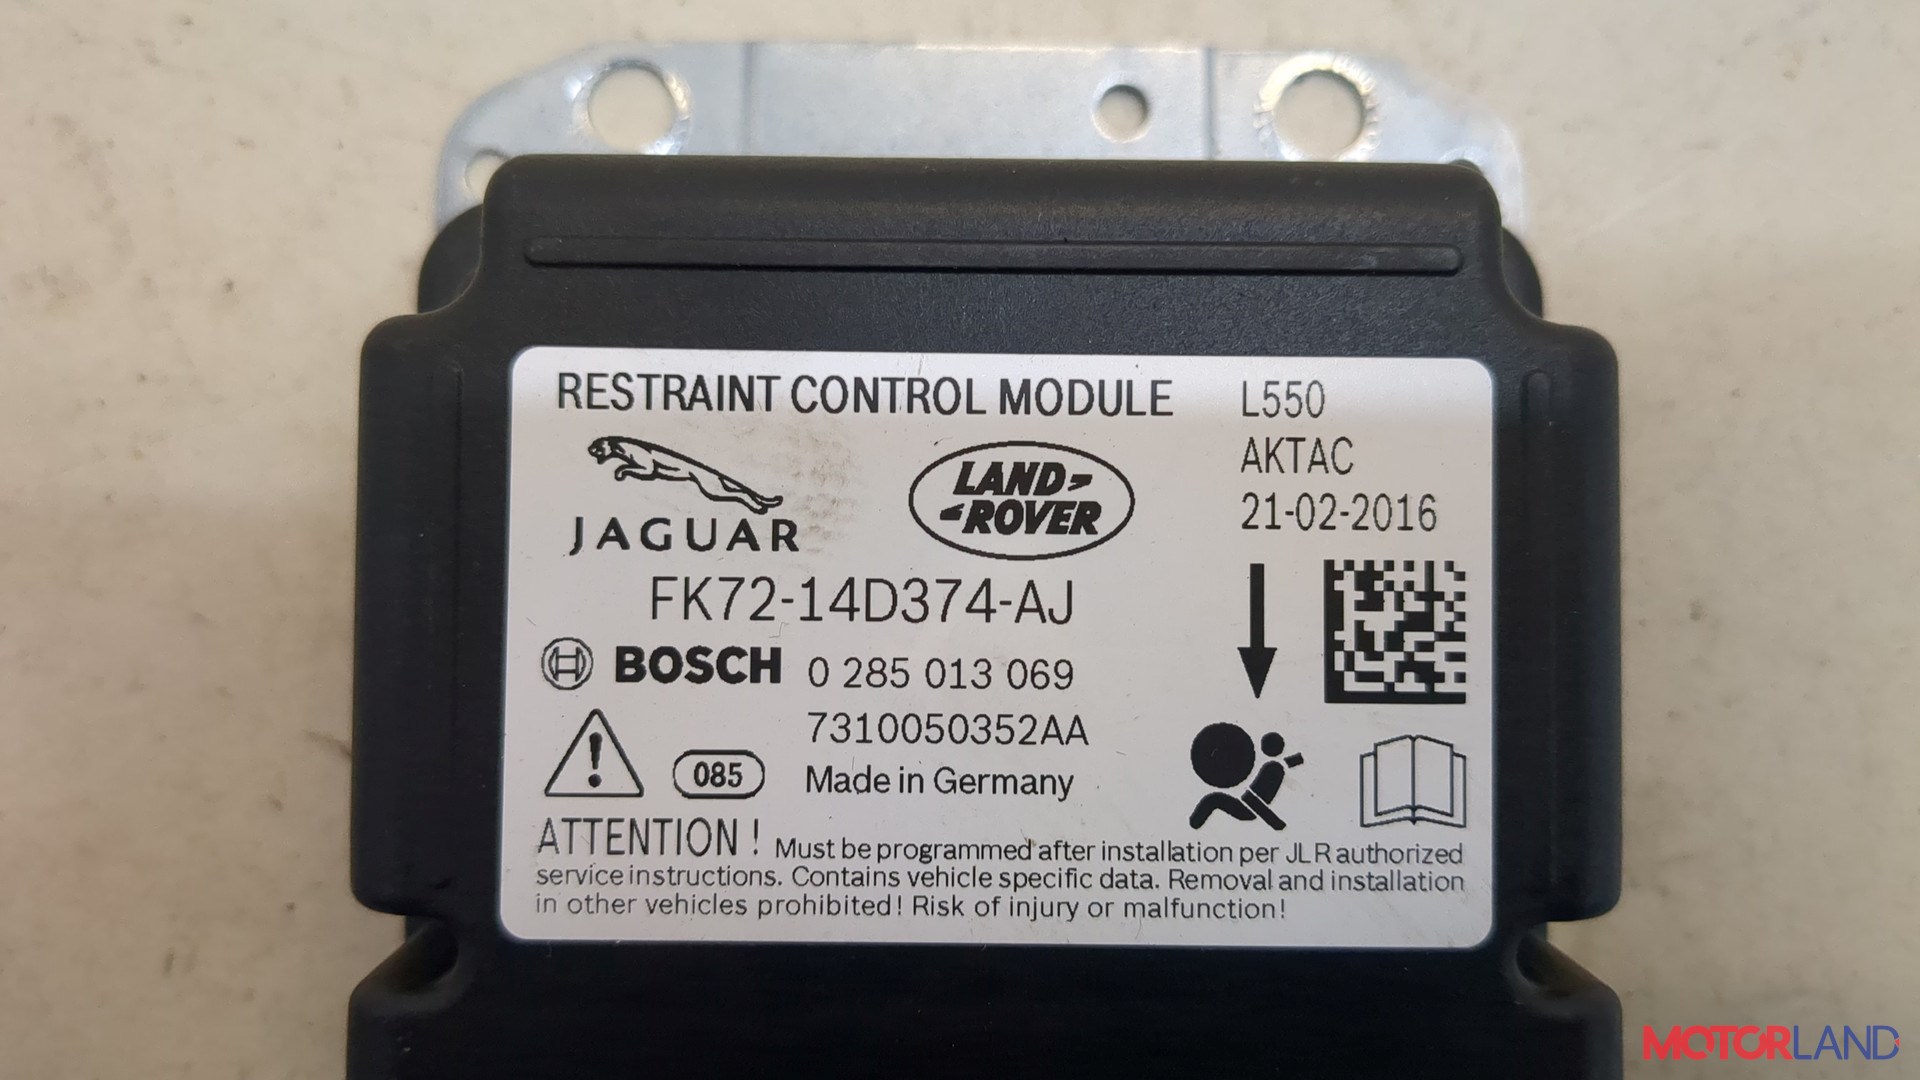 RESTRAINT CONTROL MODULE
L550
AKTAC
21-02-2016
JAGUAR
LAND-
-ROVER
FK72-14D374-AJ
BOSCH 0 285 013 069
7310050352AA
085 Made in Germany
ATTENTION ! Must be programmed after installation per JLR authorized
service instructions. Contains vehicle specific data. Removal and installation
in other vehicles prohibited! Risk of injury or malfunction!
MOTORLAND